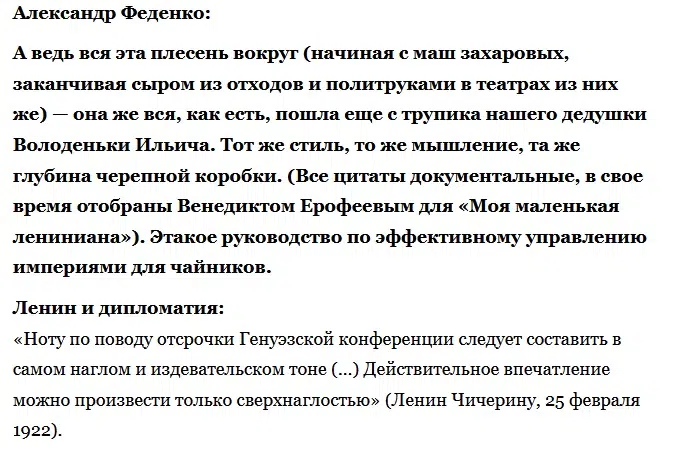 Александр Феденко:
А ведь вся эта плесень вокруг (начиная с маш захаровых,
заканчивая сыром из отходов и политруками в театрах из них
же) — она же вся, как есть, пошла еще с трупика нашего дедушки
Володеньки Ильича. Тот же стиль, то же мышление, та же
глубина черепной коробки. (Все цитаты документальные, в свое
время отобраны Венедиктом Ерофеевым для «Моя маленькая
лениниана»). Этакое руководство по эффективному управлению
империями для чайников.
Ленин и дипломатия:
«Ноту по поводу отсрочки Генуэзской конференции следует составить в
самом наглом и издевательском тоне (...) Действительное впечатление
можно произвести только сверхнаглостью» (Ленин Чичерину, 25 февраля
1922).